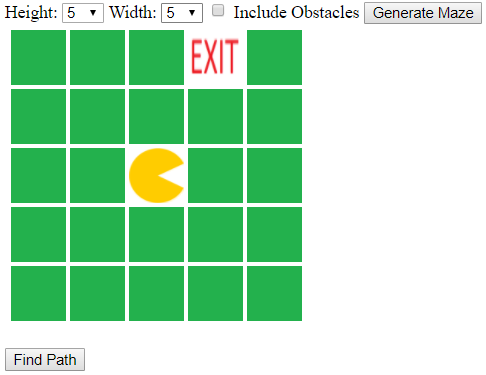 Height: 5 Width: 5 Include Obstacles Generate Maze
EXIT
Find Path